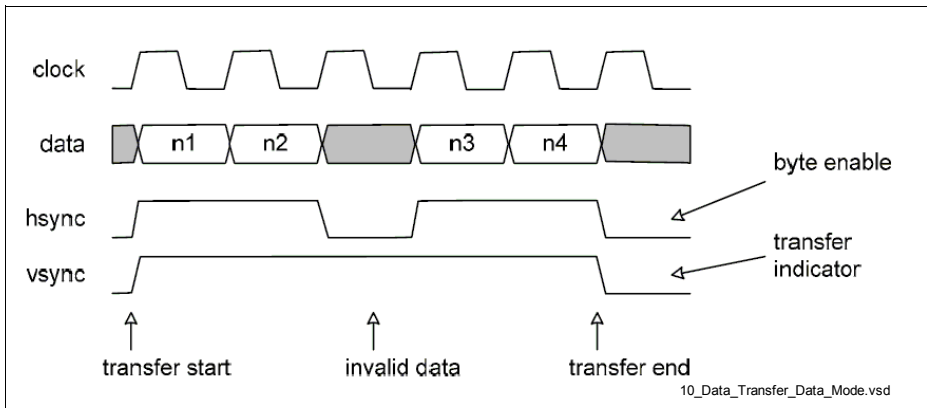 clock
data
n1
n2
n3
n4
byte enable
hsync
transfer
indicator
vsync
transfer start
invalid data
transfer end
10_Data_Transfer_Data_Mode.vsd